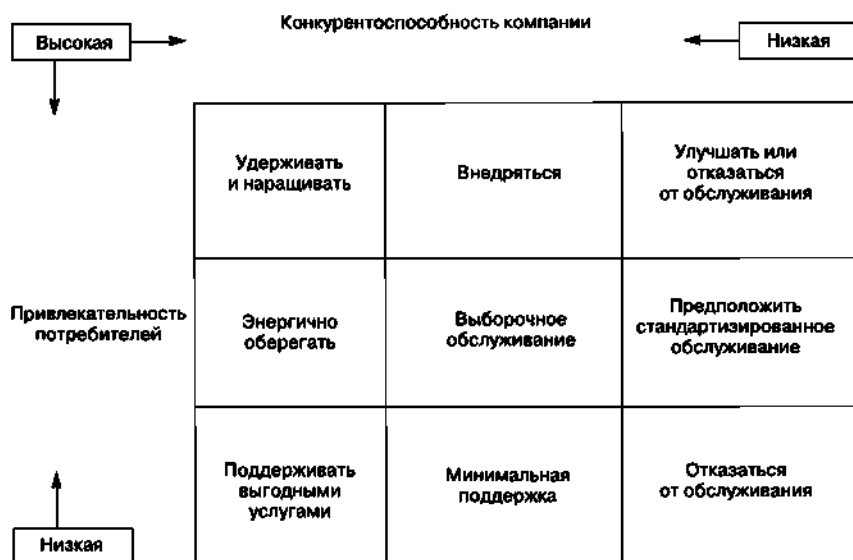 Конкурентоспособность компании
Высокая
Низкая
Удерживать
и наращивать
Внедряться
Улучшать или
отказаться
от обслуживания
Привлекательность
потребителей
Энергично
оберегать
Выборочное
обслуживание
Предположить
стандартизированное
обслуживание
Поддерживать
выгодными
услугами
Минимальная
поддержка
Отказаться
от обслуживания
Низкая